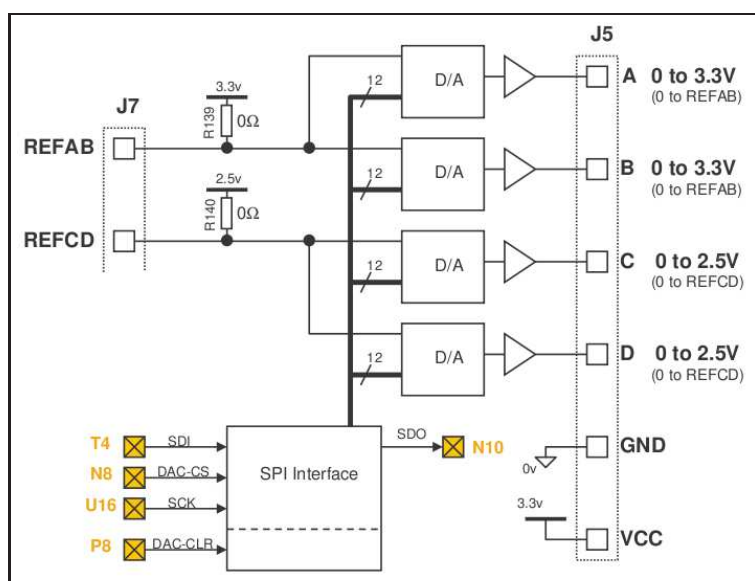 J5
J7
3.3v
R139
0Ω
REFAB
12
D/A
A 0 to 3.3V
(0 to REFAB)
12
D/A
B 0 to 3.3V
(0 to REFAB)
2.5v
R140
0Ω
REFCD
12
D/A
C 0 to 2.5V
(0 to REFCD)
12
D/A
D 0 to 2.5V
(0 to REFCD)
T4 SDI
N8 DAC-CS
U16 SCK
P8 DAC-CLR
SPI Interface
SDO N10
0v
GND
3.3v
VCC